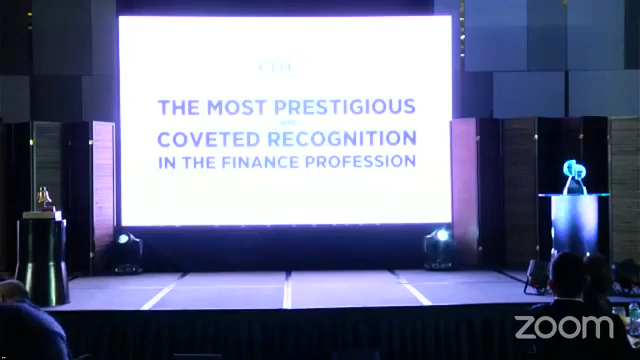 THE MOST PRESTIGIOUS
COVETED RECOGNITION
IN THE FINANCE PROFESSION
zoom